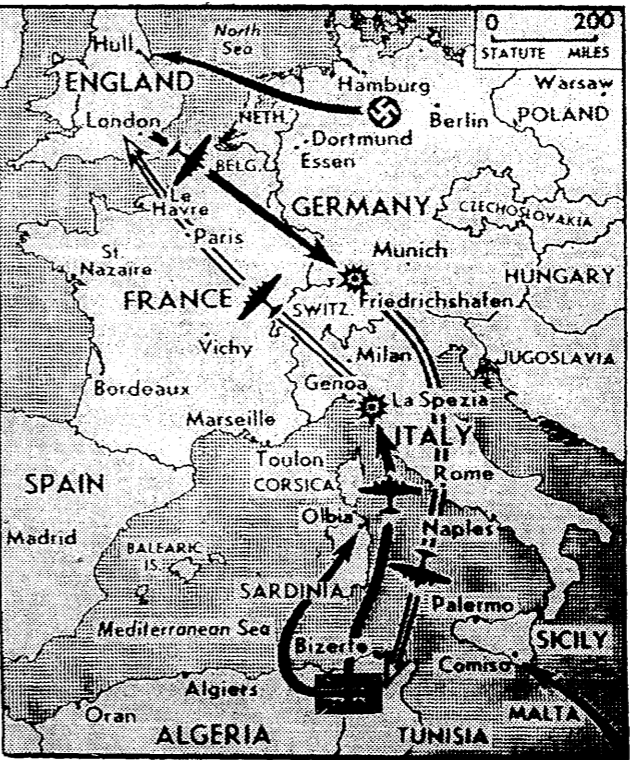 0 200
STATUTE MILES
North
Sea
Hull
ENGLAND
Hamburg
Warsaw
London
NETH.
Berlin
POLAND
Dortmund
BELG.
Essen
Le
Havre
GERMANY
CZECHOSLOVAKIA
Paris
St.
Nazaire
Munich
HUNGARY
FRANCE
SWITZ.
Friedrichshafen
Vichy
Milan
JUGOSLAVIA
Bordeaux
Genoa
La Spezia
Marseille
ITALY
Toulon
SPAIN
CORSICA
Rome
Olbia
Naples
Madrid
BALEARIC
IS.
SARDINIA
Palermo
Mediterranean Sea
Bizerte
SICILY
Comiso
Algiers
Oran
MALTA
ALGERIA
TUNISIA